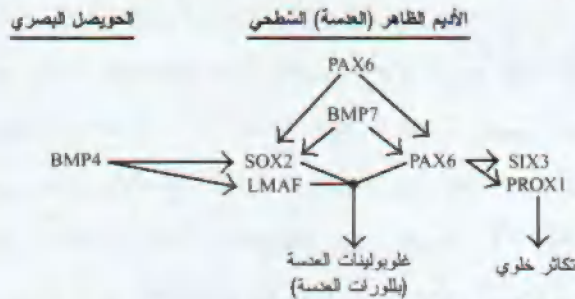 الأديم الظاهر (العدسة) السطحي
الحويصل البصري
PAX6
BMP7
BMP4
SOX2
PAX6
SIX3
LMAF
PROX1
غلوبولينات العدسة
(بللورات العدسة)
تكاثر خلوي